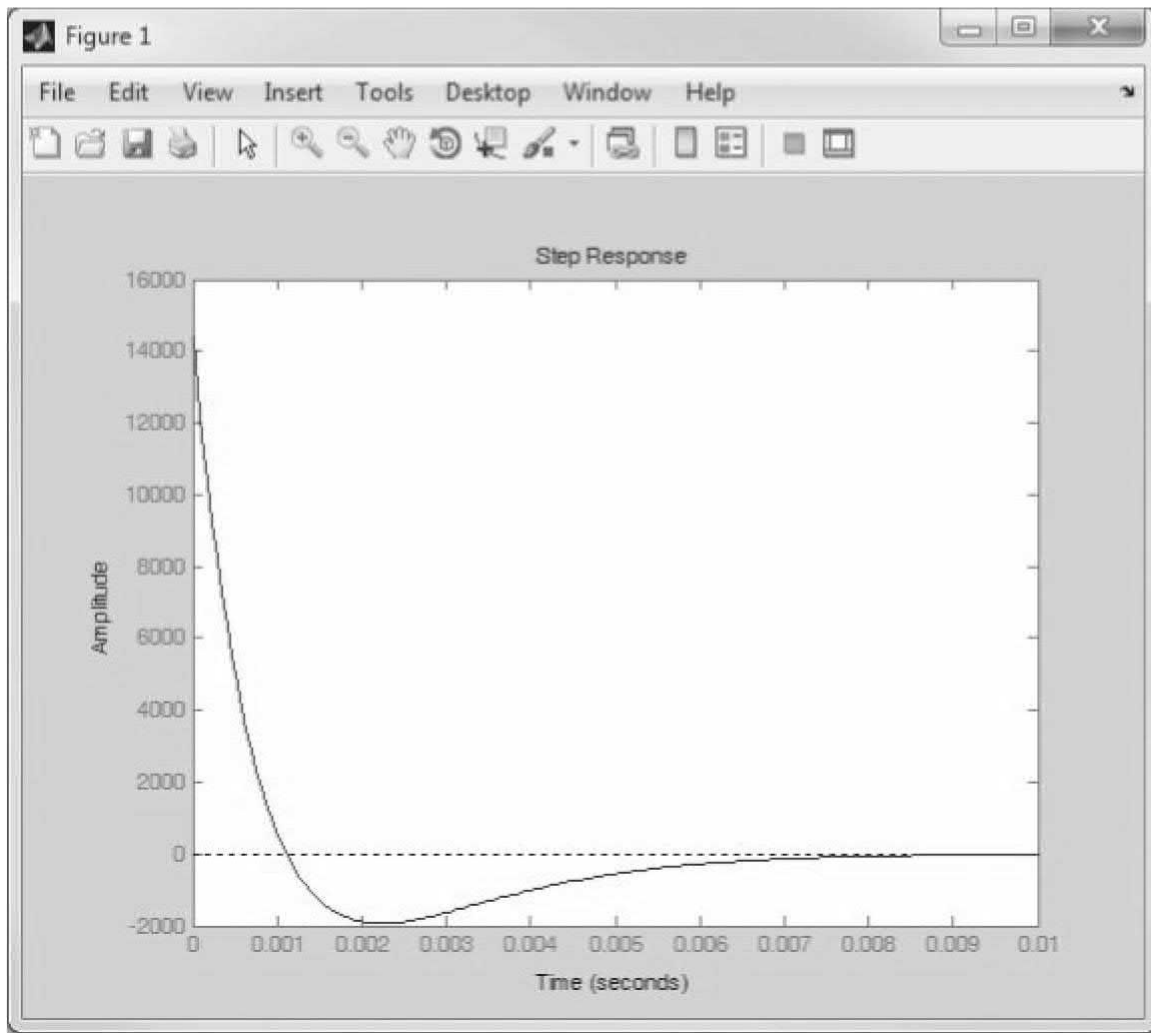 Figure 1
File Edit View Insert Tools Desktop Window Help
Step Response
16000
14000
12000
10000
8000
6000
4000
2000
0
-2000
Amplitude
0 0.001 0.002 0.003 0.004 0.005 0.006 0.007 0.008 0.009 0.01
Time (seconds)